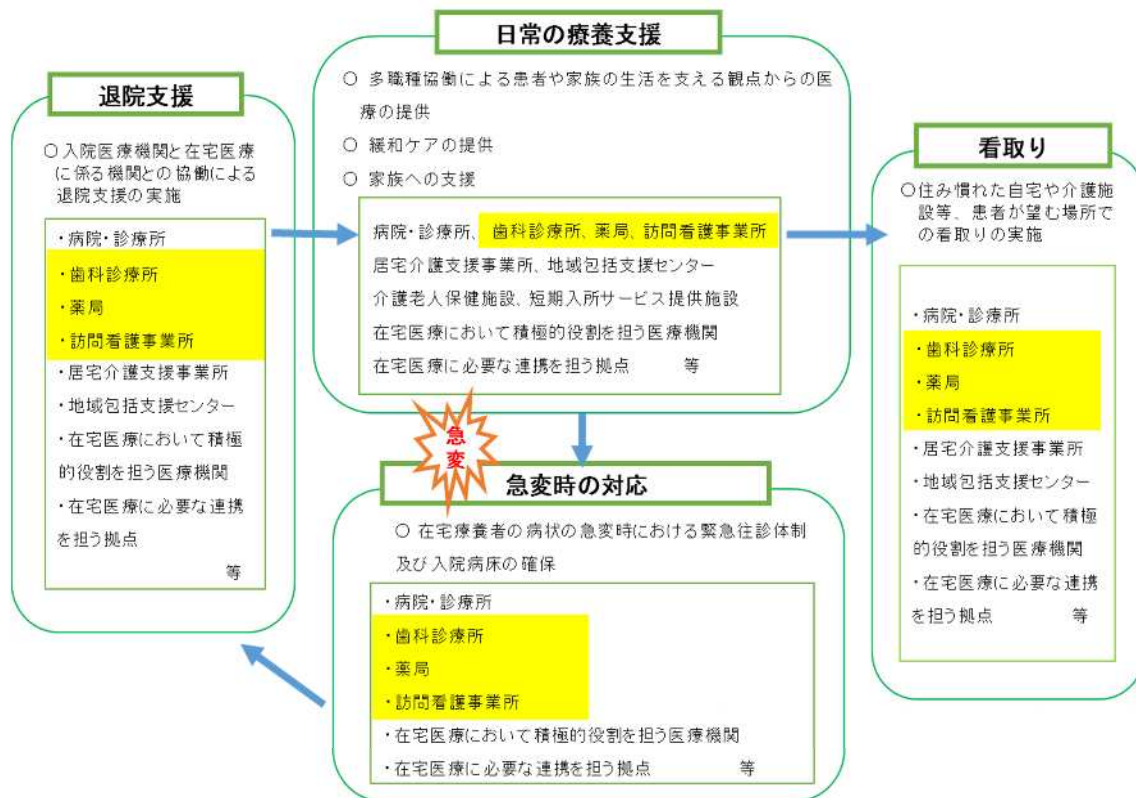 退院支援
○入院医療機関と在宅医療
に係る機関との協働による
退院支援の実施
・病院・診療所
・歯科診療所
・薬局
・訪問看護事業所
・居宅介護支援事業所
・地域包括支援センター
・在宅医療において積極
的役割を担う医療機関
・在宅医療に必要な連携
を担う拠点
等
日常の療養支援
○ 多職種協働による患者や家族の生活を支える観点からの医
療の提供
○ 緩和ケアの提供
○ 家族への支援
病院・診療所、歯科診療所、薬局、訪問看護事業所
居宅介護支援事業所、地域包括支援センター
介護老人保健施設、短期入所サービス提供施設
在宅医療において積極的役割を担う医療機関
在宅医療に必要な連携を担う拠点 等
急変
急変時の対応
○ 在宅療養者の病状の急変時における緊急往診体制
及び入院病床の確保
・病院・診療所
・歯科診療所
・薬局
・訪問看護事業所
・在宅医療において積極的役割を担う医療機関
・在宅医療に必要な連携を担う拠点 等
看取り
○住み慣れた自宅や介護施
設等、患者が望む場所で
の看取りの実施
・病院・診療所
・歯科診療所
・薬局
・訪問看護事業所
・居宅介護支援事業所
・地域包括支援センター
・在宅医療において積極
的役割を担う医療機関
・在宅医療に必要な連携
を担う拠点 等